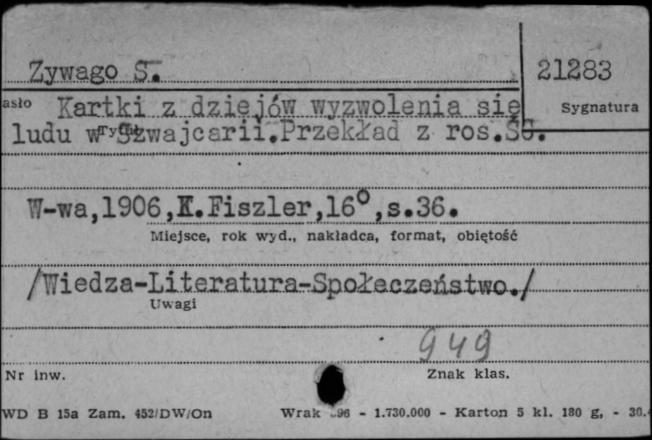 Zywago S. 21283
asło Kartki z dziejów wyzwolenia się Sygnatura
ludu w Szwajcarii.Przekład z ros.SG.
W-wa,1906,K.Fiszler,16°,s.36.
Miejsce, rok wyd., nakładca, format, objętość
/Wiedza-Literatura-Społeczeństwo./
Uwagi
949
Nr inw. Znak klas.
WD B 15a Zam. 452/DW/On Wrak 96 - 1.730.000 - Karton 5 kl. 180 g, - 30.